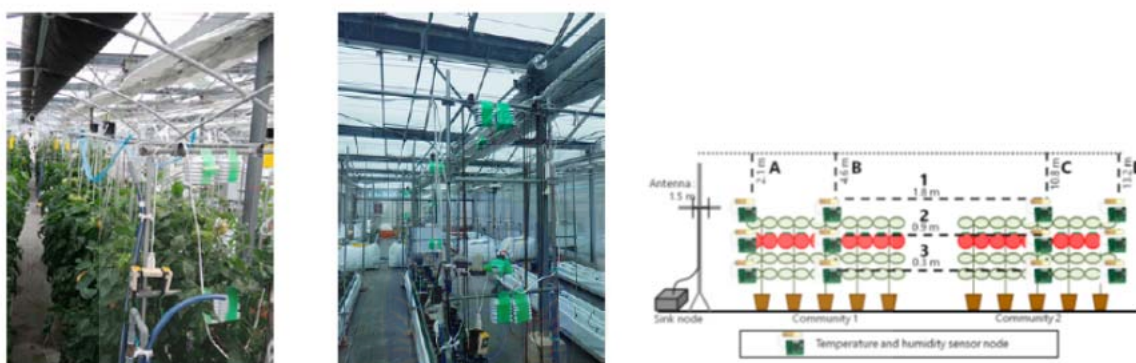 A
B
C
2.1 m
4.6 m
10.8 m
13.2 m
Antenna :
1.5 m
1
1.8 m
2
0.9 m
3
0.3 m
Sink node
Community 1
Community 2
Temperature and humidity sensor node